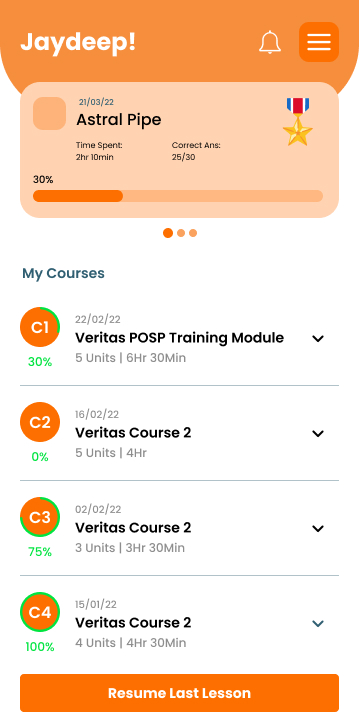 Jaydeep!
21/03/22
Astral Pipe
Time Spent: Correct Ans:
2hr 10min 25/30
30%
My Courses
C1
22/02/22
Veritas POSP Training Module
5 Units | 6Hr 30Min
30%
C2
16/02/22
Veritas Course 2
5 Units | 4Hr
0%
C3
02/02/22
Veritas Course 2
3 Units | 3Hr 30Min
75%
C4
15/01/22
Veritas Course 2
4 Units | 4Hr 30Min
100%
Resume Last Lesson